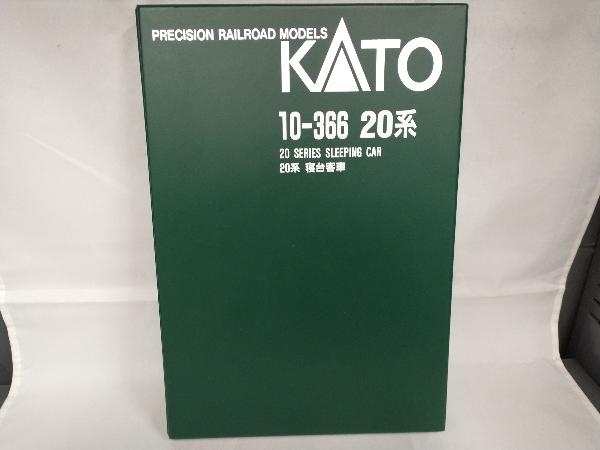 PRECISION RAILROAD MODELS
KATO
10-366 20系
20 SERIES SLEEPING CAR
20系 寝台客車